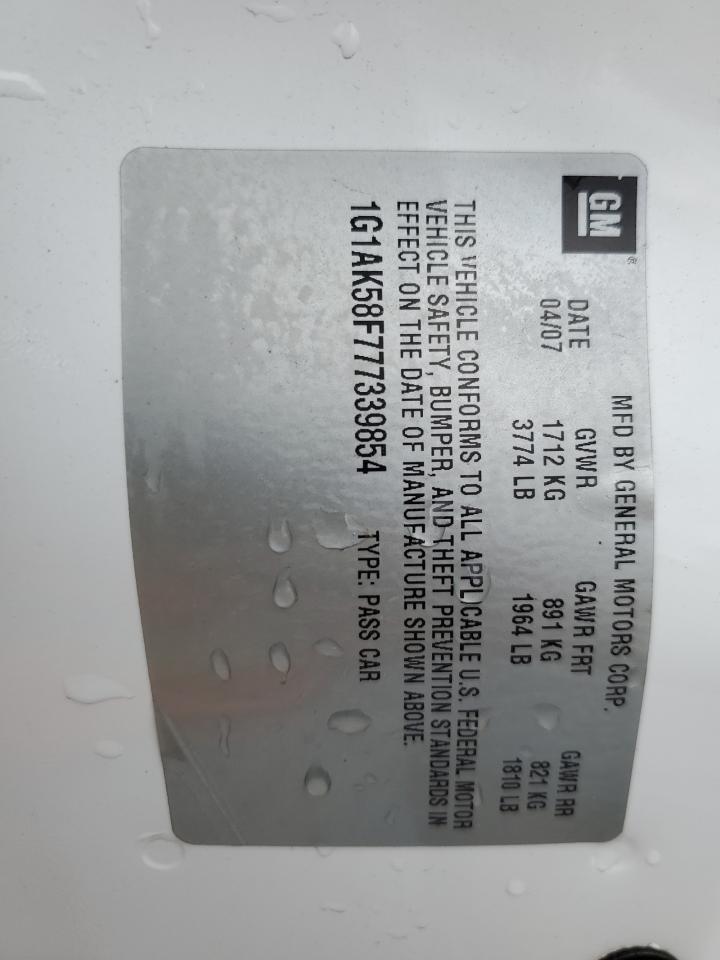 GM®
MFD BY GENERAL MOTORS CORP.
DATE GVWR GAWR FRT GAWR RR
04/07 1712 KG 891 KG 821 KG
3774 LB 1964 LB 1810 LB
THIS VEHICLE CONFORMS TO ALL APPLICABLE U.S. FEDERAL MOTOR
VEHICLE SAFETY, BUMPER, AND THEFT PREVENTION STANDARDS IN
EFFECT ON THE DATE OF MANUFACTURE SHOWN ABOVE.
1G1AK58F777339854 TYPE: PASS CAR